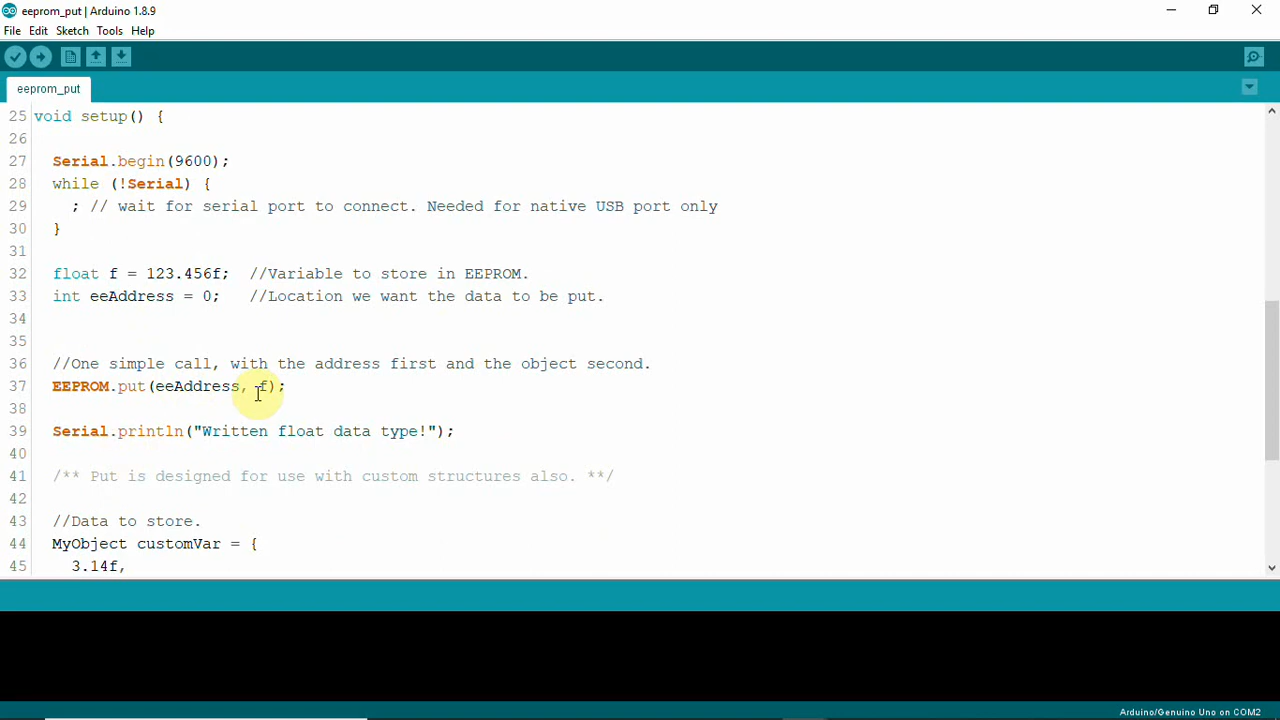 eeprom_put | Arduino 1.8.9
File Edit Sketch Tools Help
eeprom_put
25 void setup() {
26
27 Serial.begin(9600);
28 while (!Serial) {
29 ; // wait for serial port to connect. Needed for native USB port only
30 }
31
32 float f = 123.456f; //Variable to store in EEPROM.
33 int eeAddress = 0; //Location we want the data to be put.
34
35
36 //One simple call, with the address first and the object second.
37 EEPROM.put(eeAddress, f);
38
39 Serial.println("Written float data type!");
40
41 /** Put is designed for use with custom structures also. **/
42
43 //Data to store.
44 MyObject customVar = {
45 3.14f,
Arduino/Genuino Uno on COM2